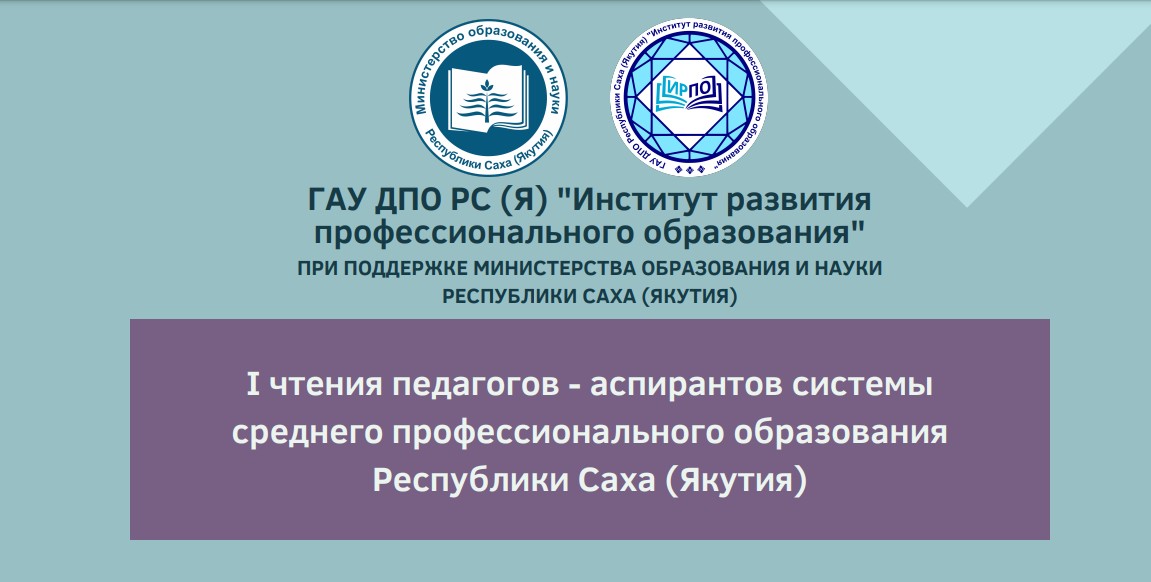 Министерство образования и науки
Республики Саха (Якутия)
ГАУ ДПО Республики Саха (Якутия) "Институт развития профессионального образования"
ИРПО
ГАУ ДПО РС (Я) "Институт развития
профессионального образования"
ПРИ ПОДДЕРЖКЕ МИНИСТЕРСТВА ОБРАЗОВАНИЯ И НАУКИ
РЕСПУБЛИКИ САХА (ЯКУТИЯ)
I чтения педагогов - аспирантов системы
среднего профессионального образования
Республики Саха (Якутия)